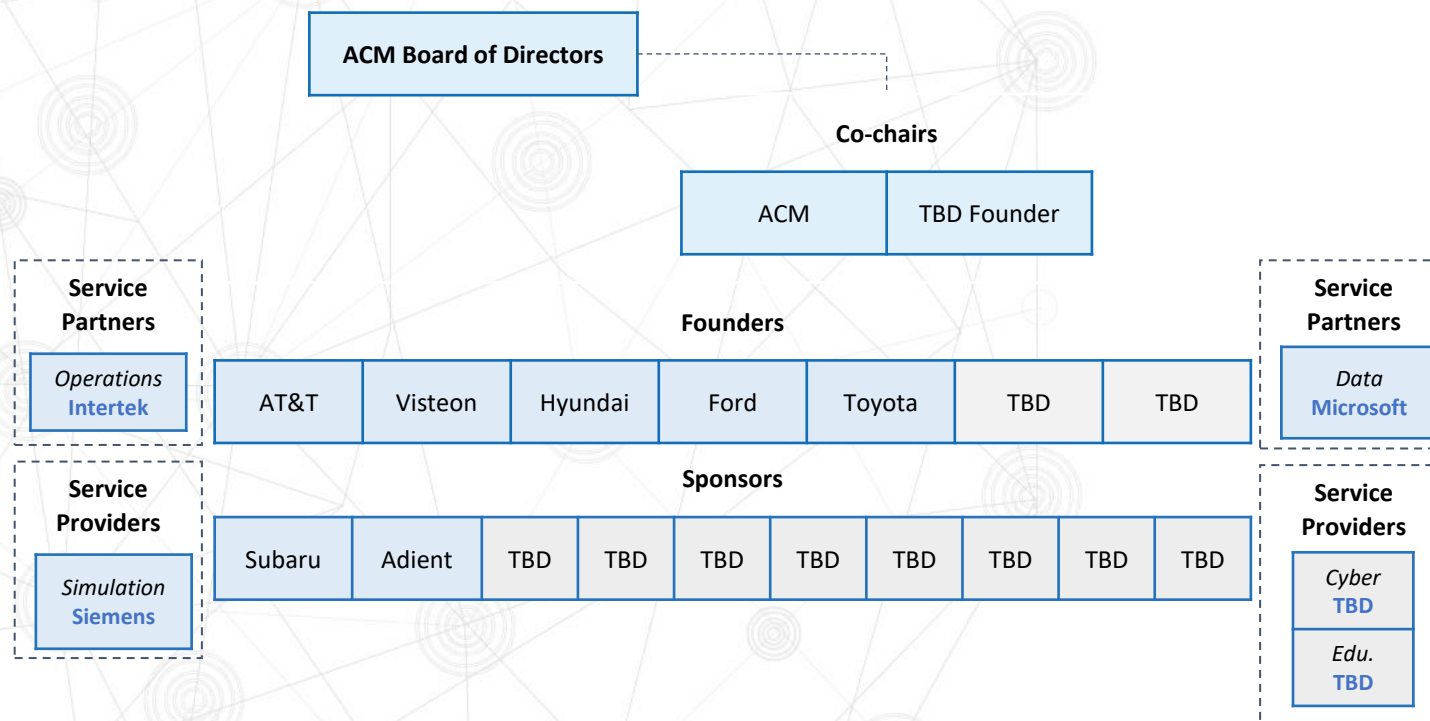 ACM Board of Directors
Co-chairs
ACM
TBD Founder
Service
Partners
Operations
Intertek
Founders
AT&T
Visteon
Hyundai
Ford
Toyota
TBD
TBD
Service
Partners
Data
Microsoft
Service
Providers
Simulation
Siemens
Sponsors
Subaru
Adient
TBD
TBD
TBD
TBD
TBD
TBD
TBD
TBD
Service
Providers
Cyber
TBD
Edu.
TBD